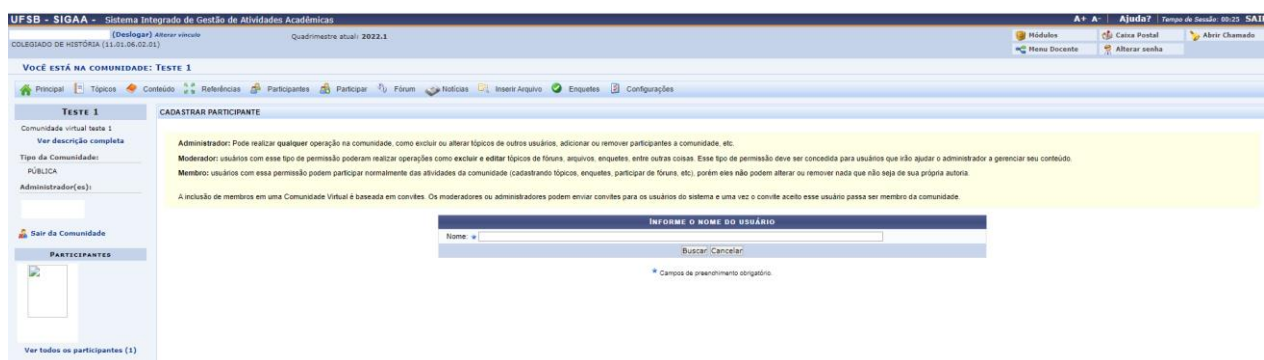 UFSB - SIGAA - Sistema Integrado de Gestão de Atividades Acadêmicas
A+ A- | Ajuda? | Tempo de Sessão: 00:25 SAIR
(Deslogar) Alterar vínculo
Quadrimestre atual: 2022.1
Módulos
Caixa Postal
Abrir Chamado
COLEGIADO DE HISTÓRIA (11.01.06.02.01)
Menu Docente
Alterar senha
VOCÊ ESTÁ NA COMUNIDADE: TESTE 1
Principal Tópicos Conteúdo Referências Participantes Participar Fórum Notícias Inserir Arquivo Enquetes Configurações
TESTE 1
Comunidade virtual teste 1
Ver descrição completa
Tipo da Comunidade:
PÚBLICA
Administrador(es):
Sair da Comunidade
PARTICIPANTES
Ver todos os participantes (1)
CADASTRAR PARTICIPANTE
Administrador: Pode realizar qualquer operação na comunidade, como excluir ou alterar tópicos de outros usuários, adicionar ou remover participantes a comunidade, etc.
Moderador: usuários com esse tipo de permissão poderam realizar operações como excluir e editar tópicos de fóruns, arquivos, enquetes, entre outras coisas. Esse tipo de permissão deve ser concedida para usuários que irão ajudar o administrador a gerenciar seu conteúdo.
Membro: usuários com essa permissão podem participar normalmente das atividades da comunidade (cadastrando tópicos, enquetes, participar de fóruns, etc), porém eles não podem alterar ou remover nada que não seja de sua própria autoria.
A inclusão de membros em uma Comunidade Virtual é baseada em convites. Os moderadores ou administradores podem enviar convites para os usuários do sistema e uma vez o convite aceito esse usuário passa ser membro da comunidade.
INFORME O NOME DO USUÁRIO
Nome:
Buscar Cancelar
* Campos de preenchimento obrigatório.